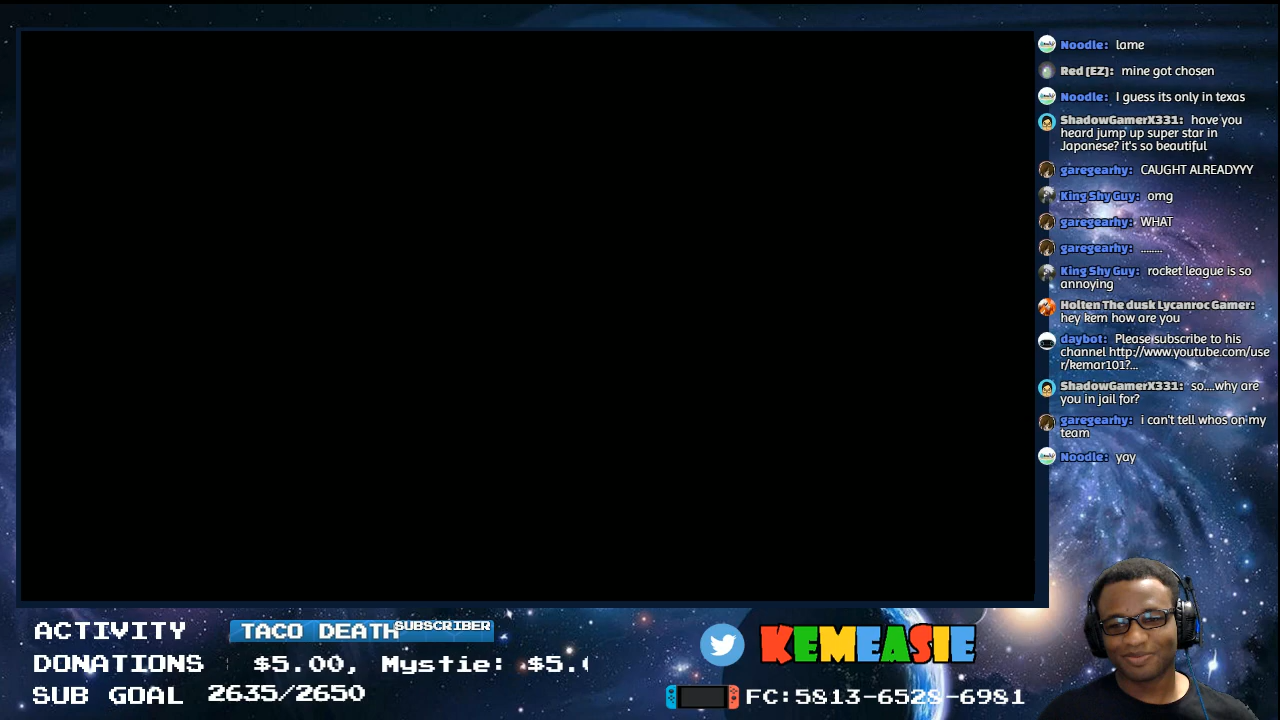 Noodle: lame
Red [EZ]: mine got chosen
Noodle: I guess its only in texas
ShadowGamerX331: have you
heard jump up super star in
Japanese? it's so beautiful
garegearhy: CAUGHT ALREADYYY
King Shy Guy: omg
garegearhy: WHAT
garegearhy: ........
King Shy Guy: rocket league is so
annoying
Holten The dusk Lycanroc Gamer:
hey kem how are you
daybot: Please subscribe to his
channel http://www.youtube.com/use
r/kemar101?...
ShadowGamerX331: so....why are
you in jail for?
garegearhy: i can't tell whos on my
team
Noodle: yay
ACTIVITY TACO DEATH SUBSCRIBER
DONATIONS $5.00, Mystie: $5.
SUB GOAL 2635/2650
KEMEASIE
FC:5813-6528-6981